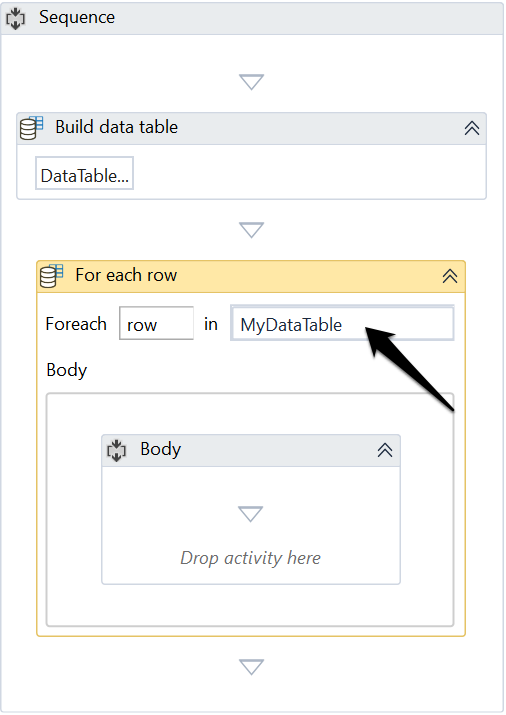 Sequence
Build data table
DataTable...
For each row
Foreach row in MyDataTable
Body
Body
Drop activity here